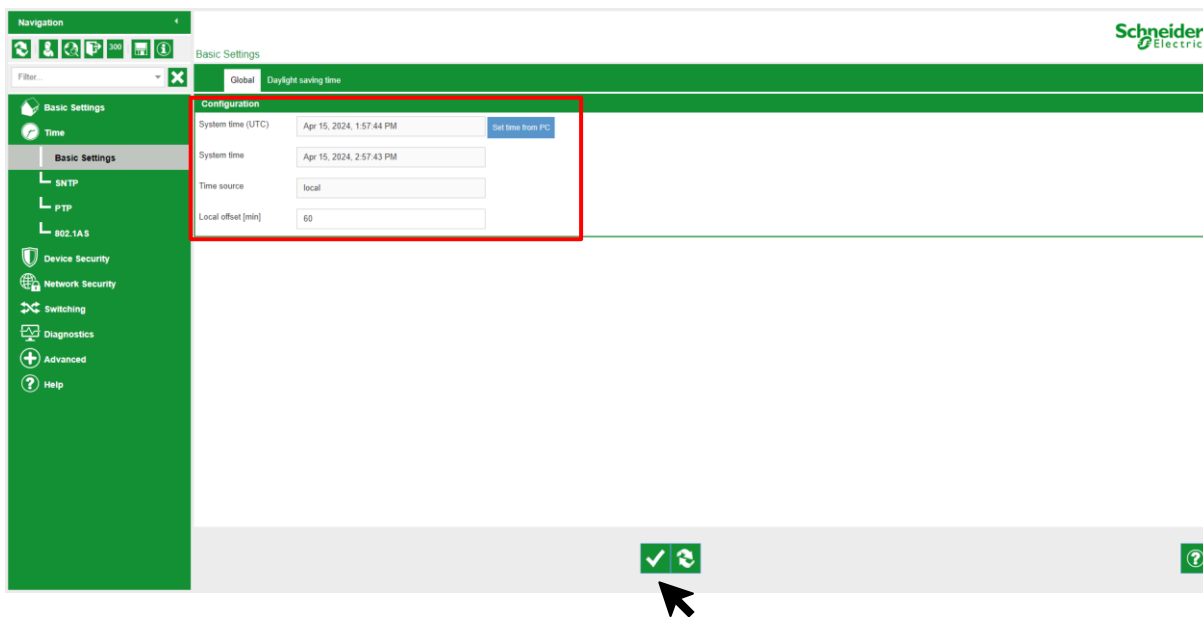 Navigation
300
Schneider
Electric
Basic Settings
Filter...
Global Daylight saving time
Configuration
System time (UTC) Apr 15, 2024, 1:57:44 PM Set time from PC
System time Apr 15, 2024, 2:57:43 PM
Time source local
Local offset [min] 60
Basic Settings
Time
Basic Settings
SNTP
PTP
802.1AS
Device Security
Network Security
Switching
Diagnostics
Advanced
Help